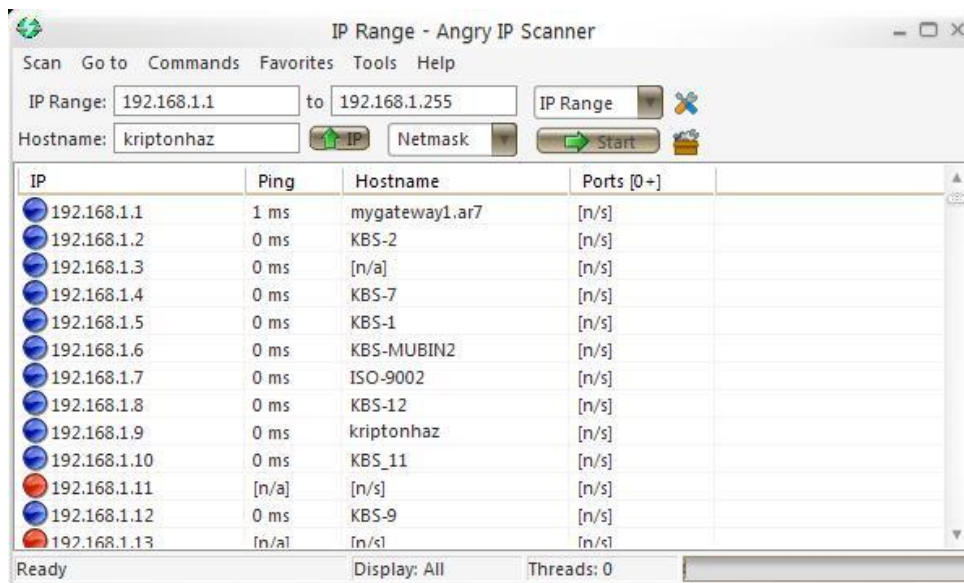 IP Range - Angry IP Scanner
Scan Go to Commands Favorites Tools Help
IP Range: 192.168.1.1 to 192.168.1.255 IP Range
Hostname: kriptonhaz IP Netmask Start
IP Ping Hostname Ports [0+]
192.168.1.1 1 ms mygateway1.ar7 [n/s]
192.168.1.2 0 ms KBS-2 [n/s]
192.168.1.3 0 ms [n/a] [n/s]
192.168.1.4 0 ms KBS-7 [n/s]
192.168.1.5 0 ms KBS-1 [n/s]
192.168.1.6 0 ms KBS-MUBIN2 [n/s]
192.168.1.7 0 ms ISO-9002 [n/s]
192.168.1.8 0 ms KBS-12 [n/s]
192.168.1.9 0 ms kriptonhaz [n/s]
192.168.1.10 0 ms KBS_11 [n/s]
192.168.1.11 [n/a] [n/s] [n/s]
192.168.1.12 0 ms KBS-9 [n/s]
192.168.1.13 [n/a] [n/s] [n/s]
Ready Display: All Threads: 0